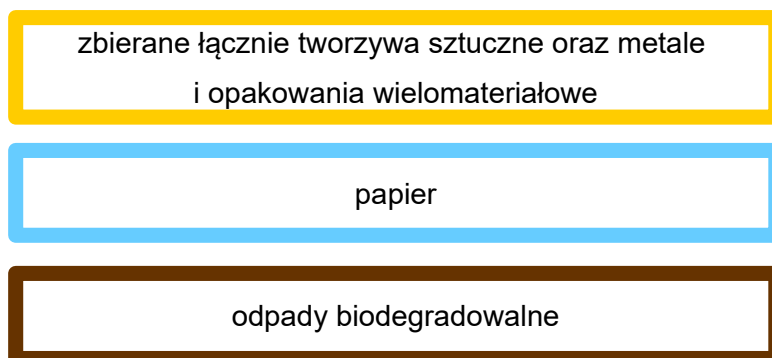 zbierane łącznie tworzywa sztuczne oraz metale
i opakowania wielomateriałowe
papier
odpady biodegradowalne